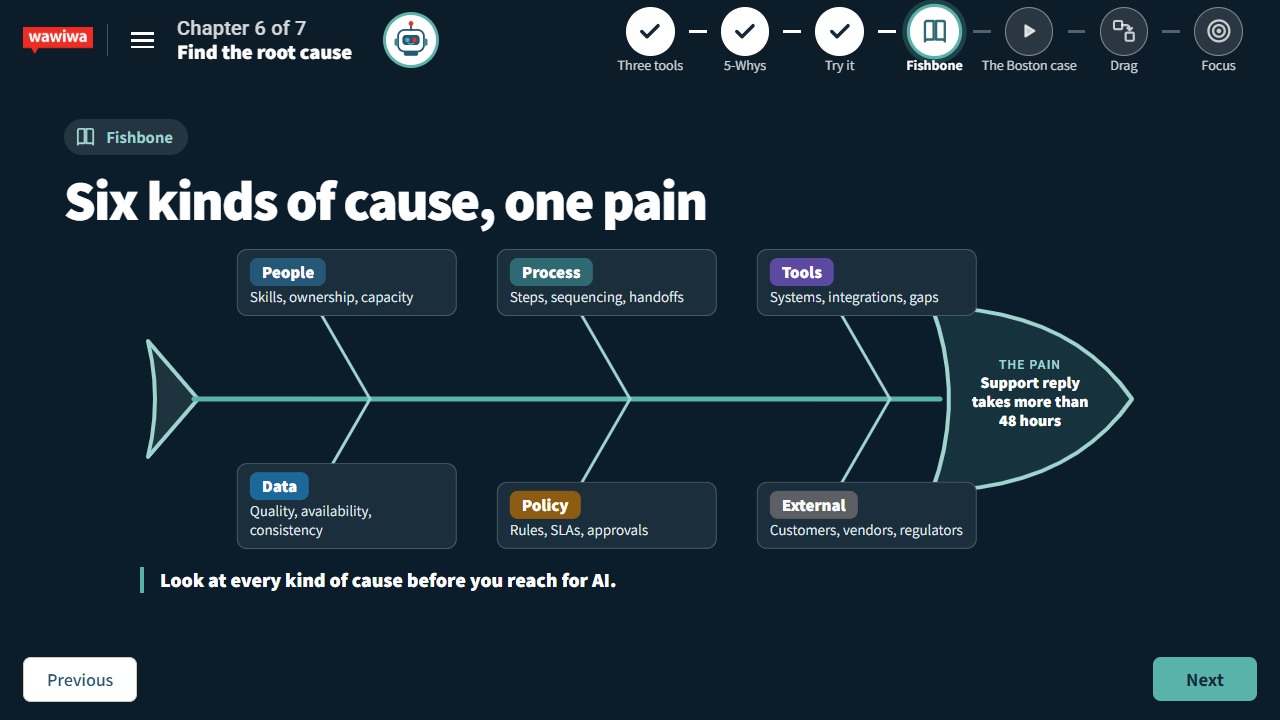 wawiwa
Chapter 6 of 7
Find the root cause
Three tools
5-Whys
Try it
Fishbone
The Boston case
Drag
Focus
Fishbone
Six kinds of cause, one pain
People
Skills, ownership, capacity
Process
Steps, sequencing, handoffs
Tools
Systems, integrations, gaps
THE PAIN
Support reply
takes more than
48 hours
Data
Quality, availability,
consistency
Policy
Rules, SLAs, approvals
External
Customers, vendors, regulators
Look at every kind of cause before you reach for AI.
Previous
Next